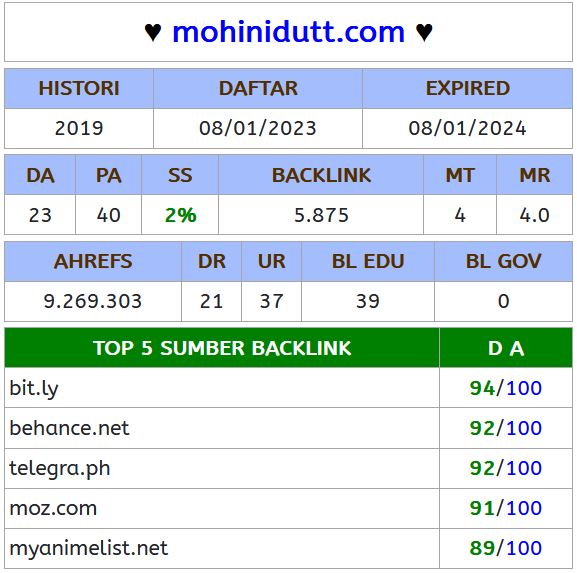 ♥ mohinidutt.com ♥
HISTORI DAFTAR EXPIRED
2019 08/01/2023 08/01/2024
DA PA SS BACKLINK MT MR
23 40 2% 5.875 4 4.0
AHREFS DR UR BL EDU BL GOV
9.269.303 21 37 39 0
TOP 5 SUMBER BACKLINK D A
bit.ly 94/100
behance.net 92/100
telegra.ph 92/100
moz.com 91/100
myanimelist.net 89/100